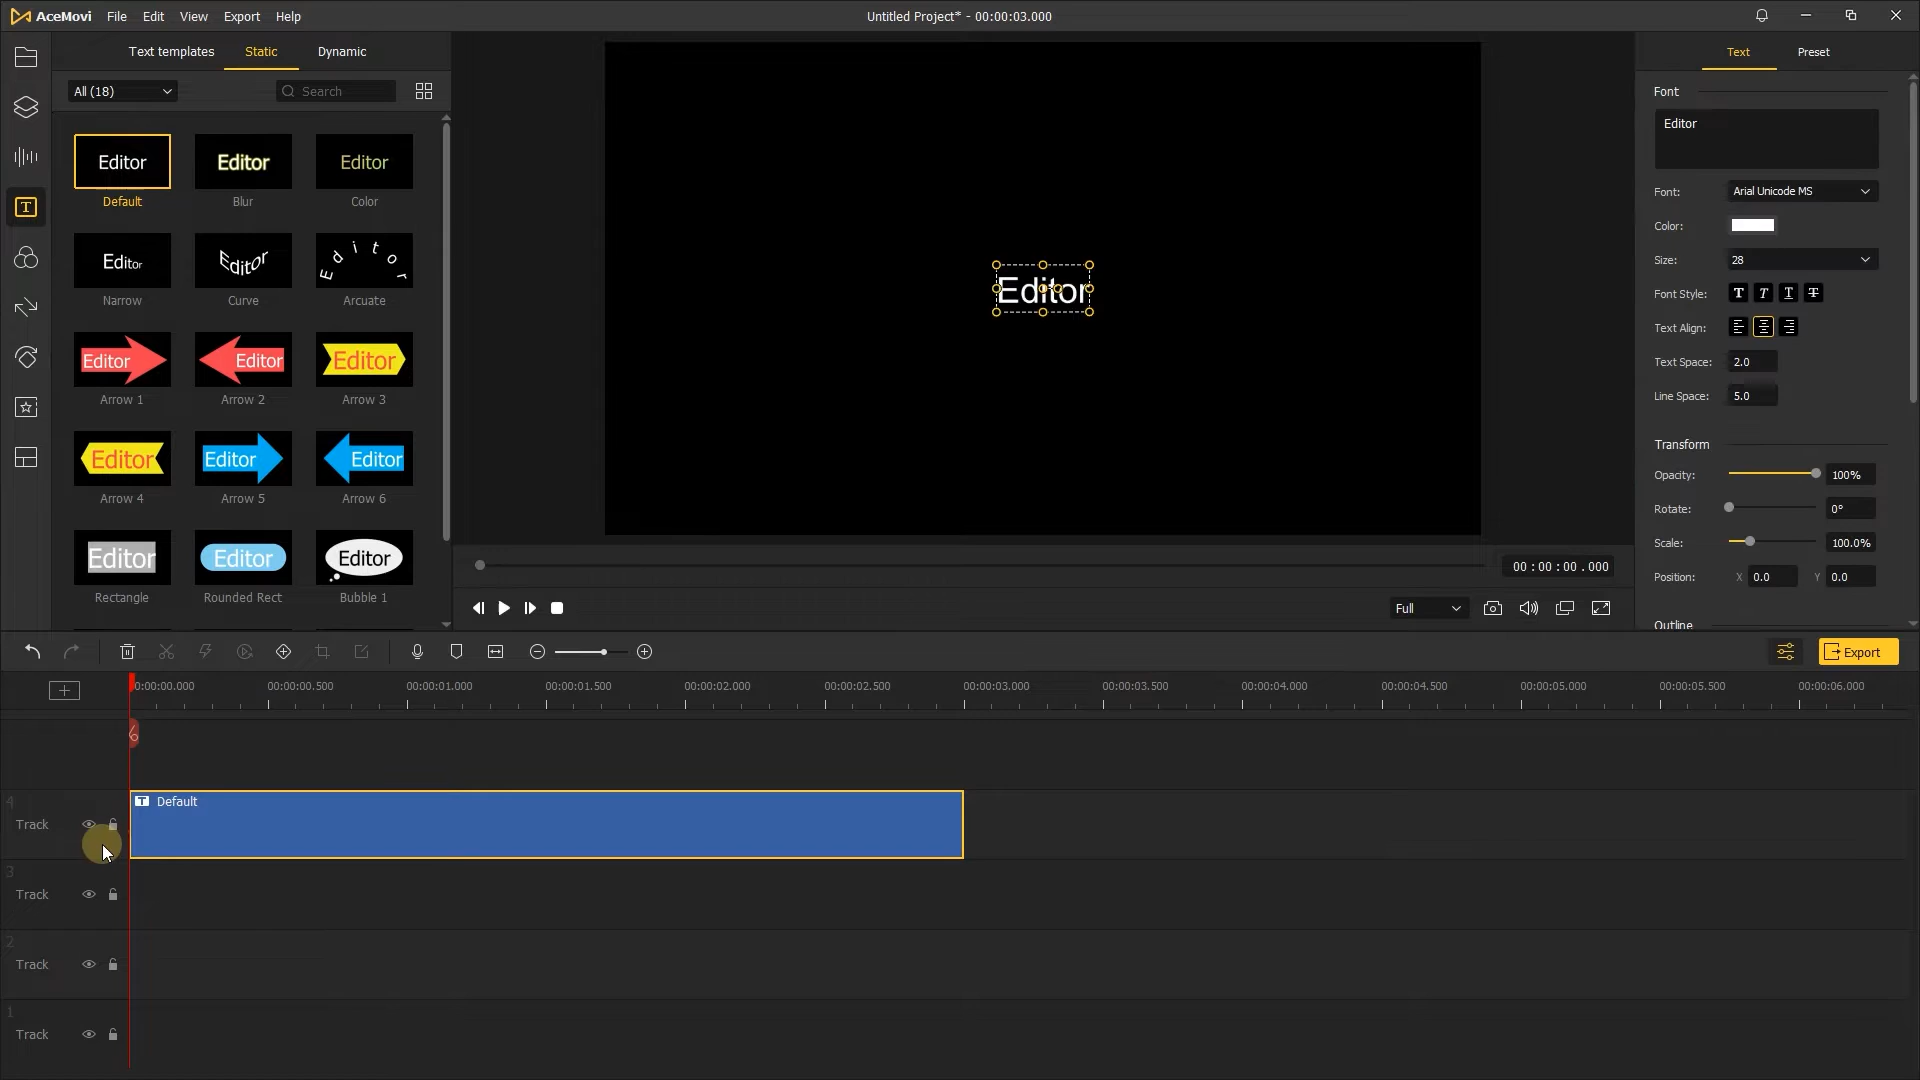 AceMovi File Edit View Export Help
Untitled Project* - 00:00:03.000
Text templates Static Dynamic
All (18)
Search
Editor Editor Editor
Default Blur Color
Editor Editor Editor
Narrow Curve Arcuate
Editor Editor Editor
Arrow 1 Arrow 2 Arrow 3
Editor Editor Editor
Arrow 4 Arrow 5 Arrow 6
Editor Editor Editor
Rectangle Rounded Rect Bubble 1
Editor
00 : 00 : 00 . 000
Full
Text Preset
Font
Editor
Font: Arial Unicode MS
Color:
Size: 28
Font Style: T T T T
Text Align:
Text Space: 2.0
Line Space: 5.0
Transform
Opacity: 100%
Rotate: 0°
Scale: 100.0%
Position: X 0.0 Y 0.0
Outline
Export
0:00:00.000 00:00:00.500 00:00:01.000 00:00:01.500 00:00:02.000 00:00:02.500 00:00:03.000 00:00:03.500 00:00:04.000 00:00:04.500 00:00:05.000 00:00:05.500 00:00:06.000
4
Track
T Default
3
Track
2
Track
1
Track